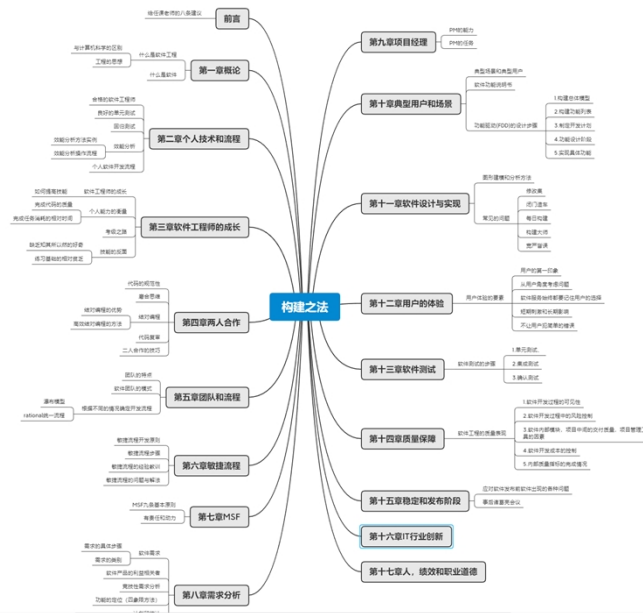 构建之法
前言
给任课老师的八条建议
第一章概论
与计算机科学的区别
工程的思想
什么是软件工程
什么是软件
第二章个人技术和流程
合格的软件工程师
良好的单元测试
回归测试
效能分析方法实例
效能分析操作流程
效能分析
个人软件开发流程
第三章软件工程师的成长
如何提高技能
软件工程师的成长
完成代码的质量
完成任务消耗的相对时间
个人能力的衡量
考级之路
缺乏知其所以然的好奇
练习基础的相对贫乏
技能的反面
第四章两人合作
代码的规范性
磨合思维
结对编程的优势
高效结对编程的方法
结对编程
代码复审
二人合作的技巧
第五章团队和流程
团队的特点
软件团队的模式
瀑布模型
rational统一流程
根据不同的情况确定开发流程
第六章敏捷流程
敏捷流程开发原则
敏捷流程步骤
敏捷流程的经验教训
敏捷流程的问题与解法
第七章MSF
MSF九条基本原则
有责任和动力
第八章需求分析
需求的具体步骤
需求的类别
软件需求
软件产品的利益相关者
竞技性需求分析
功能的定位（四象限方法）
第九章项目经理
PM的能力
PM的任务
第十章典型用户和场景
典型场景和典型用户
软件功能说明书
功能驱动(FDD)的设计步骤
1.构建总体模型
2.构建功能列表
3.制定开发计划
4.功能设计阶段
5.实现具体功能
第十一章软件设计与实现
图形建模和分析方法
常见的问题
修改集
闭门造车
每日构建
构建大师
宽严皆误
第十二章用户的体验
用户体验的要素
用户的第一印象
从用户角度考虑问题
软件服务始终都要记住用户的选择
短期刺激和长期影响
不让用户犯简单的错误
第十三章软件测试
软件测试的步骤
1.单元测试,
2.集成测试
3.确认测试
第十四章质量保障
软件工程的质量表现
1.软件开发过程的可见性
2.软件开发过程中的风险控制
3.软件内部模块，项目中间的交付质量，项目管理工
具的因素
4.软件开发成本的控制
5.内部质量指标的完成情况
第十五章稳定和发布阶段
应对软件发布前软件出现的各种问题
事后诸葛亮会议
第十六章IT行业创新
第十七章人，绩效和职业道德